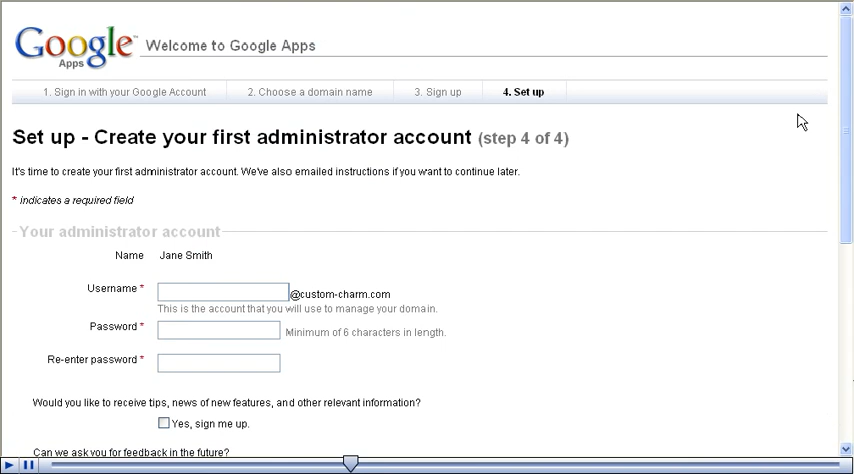 Google™
Apps
Welcome to Google Apps
1. Sign in with your Google Account 2. Choose a domain name 3. Sign up 4. Set up
Set up - Create your first administrator account (step 4 of 4)
It's time to create your first administrator account. We've also emailed instructions if you want to continue later.
* indicates a required field
Your administrator account
Name Jane Smith
Username * @custom-charm.com
This is the account that you will use to manage your domain.
Password * Minimum of 6 characters in length.
Re-enter password *
Would you like to receive tips, news of new features, and other relevant information?
Yes, sign me up.
Can we ask you for feedback in the future?